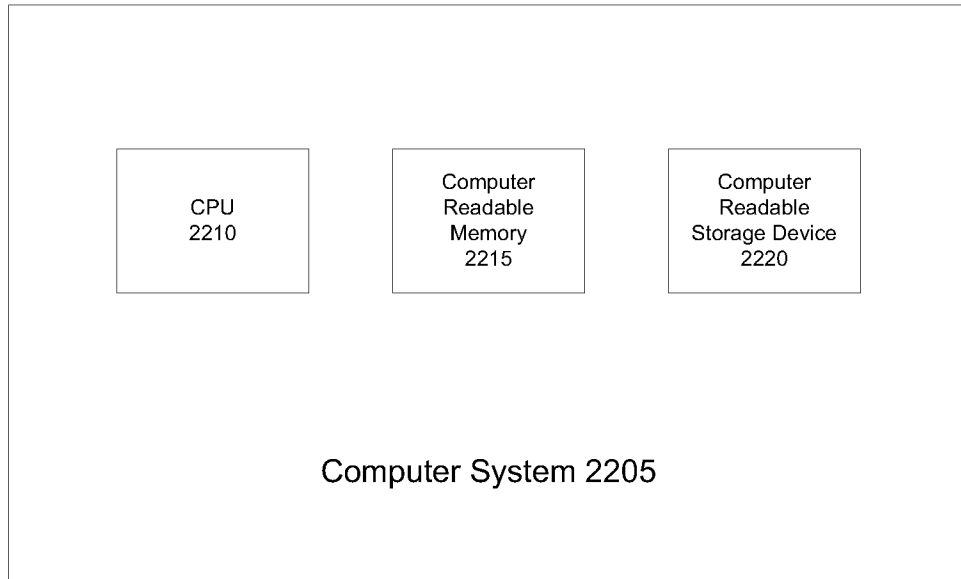 CPU
2210
Computer
Readable
Memory
2215
Computer
Readable
Storage Device
2220
Computer System 2205